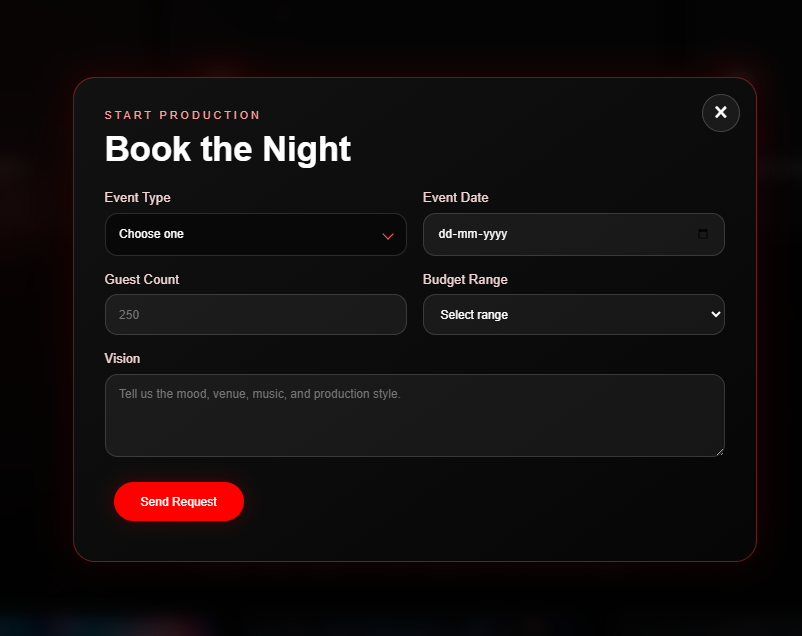 START PRODUCTION
Book the Night
Event Type
Event Date
Choose one
dd-mm-yyyy
Guest Count
Budget Range
250
Select range
Vision
Tell us the mood, venue, music, and production style.
Send Request